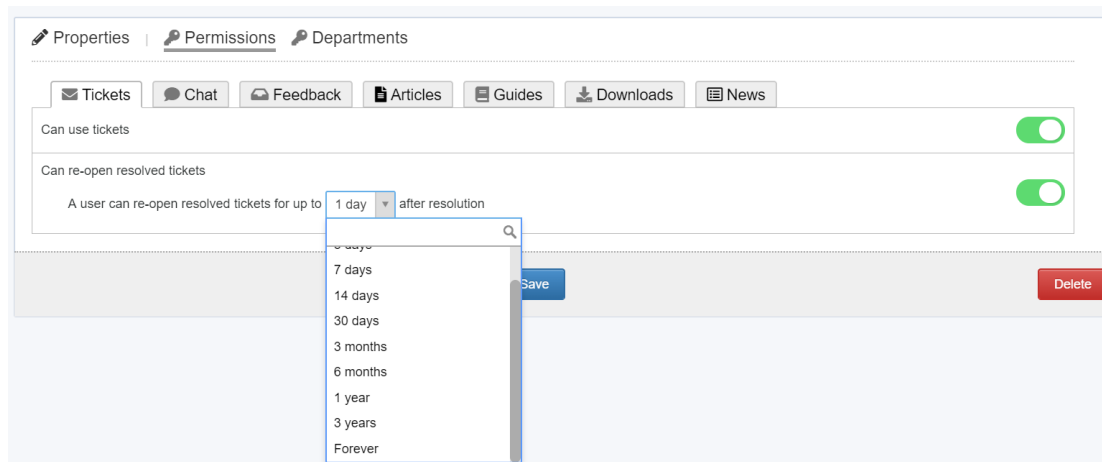 Properties | Permissions Departments
Tickets Chat Feedback Articles Guides Downloads News
Can use tickets
Can re-open resolved tickets
A user can re-open resolved tickets for up to 1 day after resolution
7 days
Save
Delete
14 days
30 days
3 months
6 months
1 year
3 years
Forever